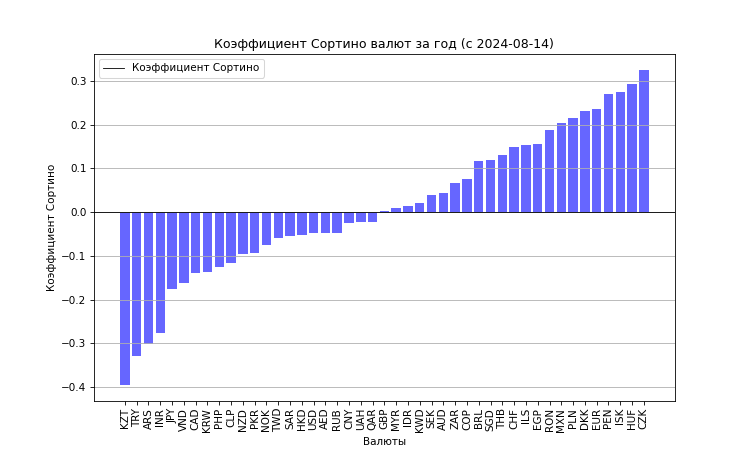 Коэффициент Сортино валют за год (с 2024-08-14)
Коэффициент Сортино
Коэффициент Сортино
0.3
0.2
0.1
0.0
−0.1
−0.2
−0.3
−0.4
KZT
TRY
ARS
INR
JPY
VND
CAD
KRW
PHP
CLP
NZD
PKR
NOK
TWD
SAR
HKD
USD
AED
RUB
CNY
UAH
QAR
GBP
MYR
IDR
KWD
SEK
AUD
ZAR
COP
BRL
SGD
THB
CHF
ILS
EGP
RON
MXN
PLN
DKK
EUR
PEN
ISK
HUF
CZK
Валюты